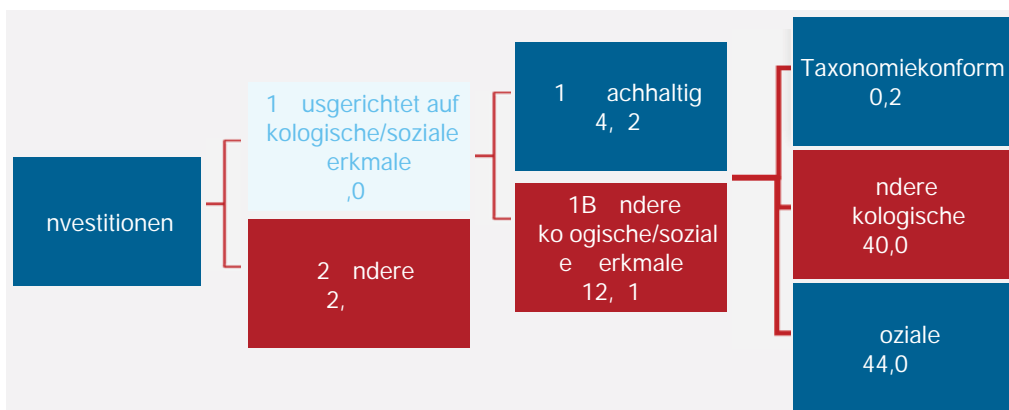 nvestitionen
1 usgerichtet auf
kologische/soziale
erkmale
,0
2 ndere
2,
1 achhaltig
4, 2
1B ndere
ko ogische/sozial
e erkmale
12, 1
Taxonomiekonform
0,2
ndere
kologische
40,0
oziale
44,0